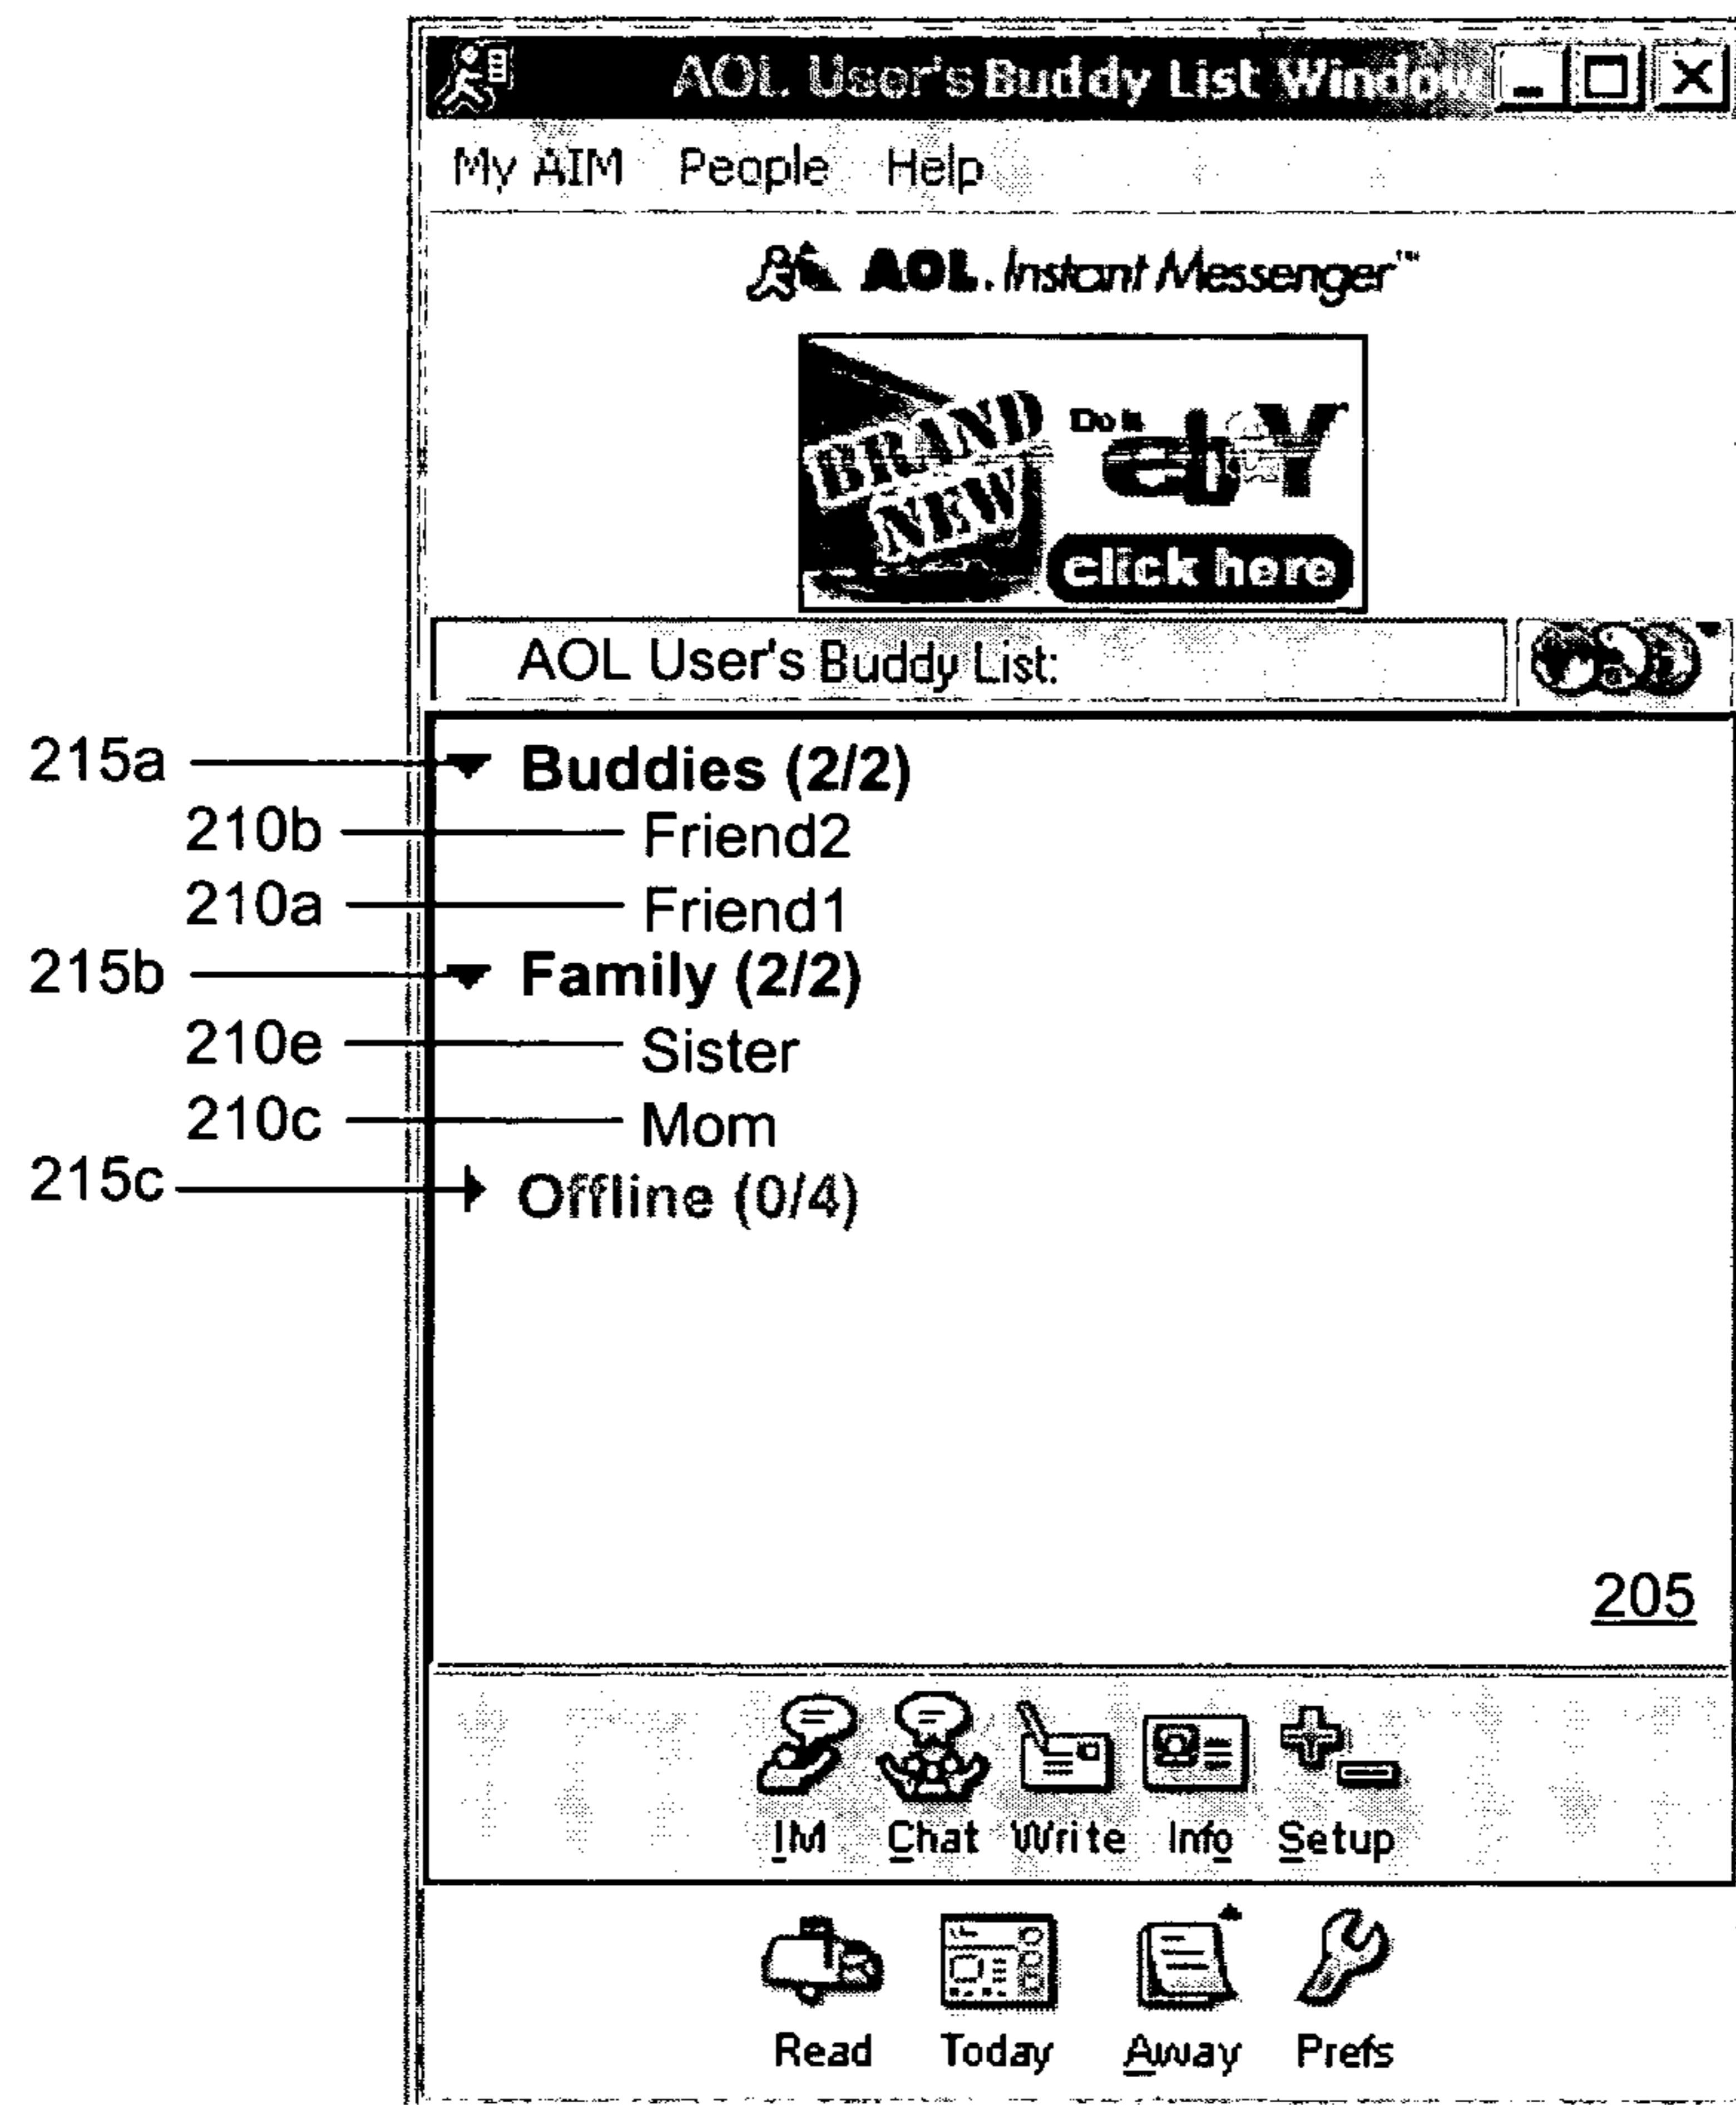 AOL User's Buddy List Window
My AIM People Help
AOL Instant Messenger™
BRAND NEW
Do it
ebY
click here
AOL User's Buddy List:
215a Buddies (2/2)
210b Friend2
210a Friend1
215b Family (2/2)
210e Sister
210c Mom
215c Offline (0/4)
205
IM Chat Write Info Setup
Read Today Away Prefs